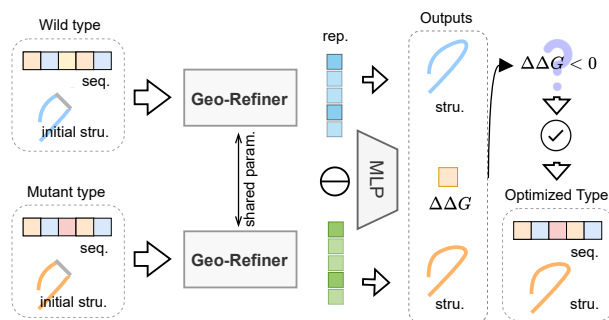 Wild type
seq.
initial stru.
Geo-Refiner
shared param.
Mutant type
seq.
initial stru.
Geo-Refiner
rep.
MLP
Outputs
stru.
ΔΔG
stru.
?
ΔΔG < 0
Optimized Type
seq.
stru.